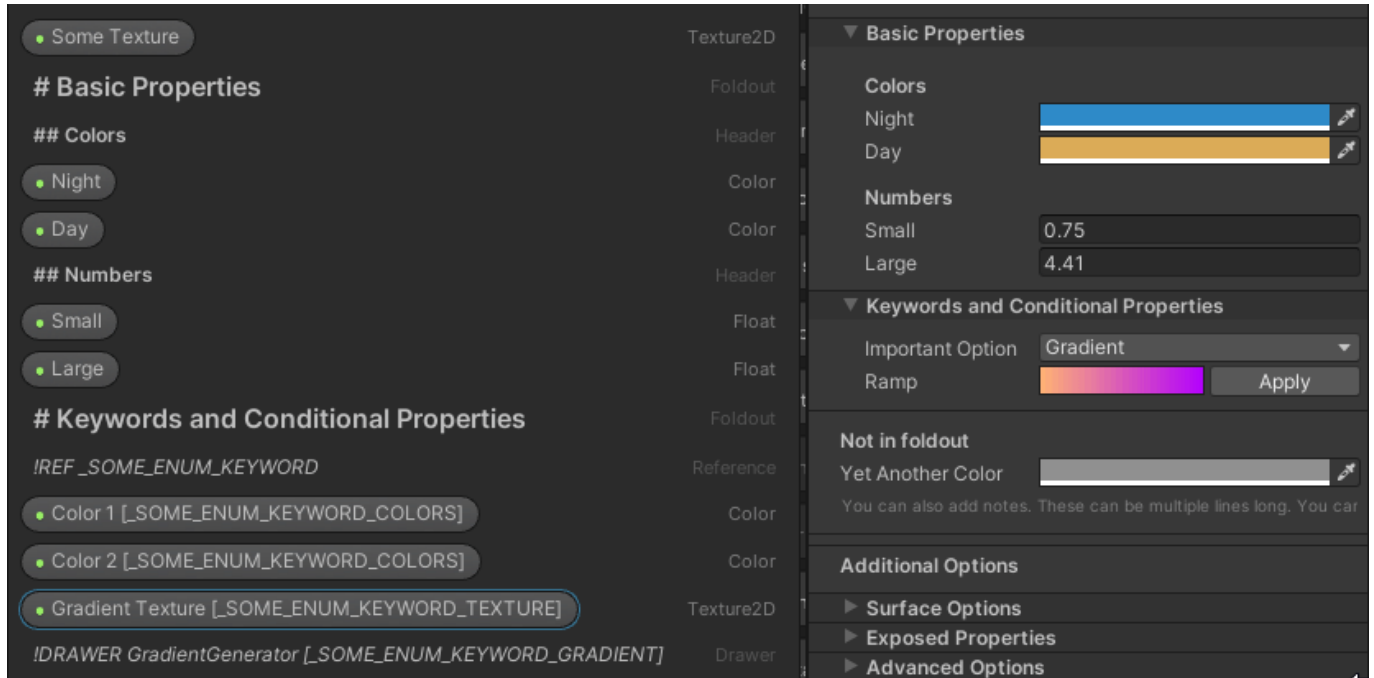 Some Texture Texture2D
# Basic Properties Foldout
## Colors Header
Night Color
Day Color
## Numbers Header
Small Float
Large Float
# Keywords and Conditional Properties Foldout
!REF _SOME_ENUM_KEYWORD Reference
Color 1 [_SOME_ENUM_KEYWORD_COLORS] Color
Color 2 [_SOME_ENUM_KEYWORD_COLORS] Color
Gradient Texture [_SOME_ENUM_KEYWORD_TEXTURE] Texture2D
!DRAWER GradientGenerator [_SOME_ENUM_KEYWORD_GRADIENT] Drawer
Basic Properties
Colors
Night
Day
Numbers
Small 0.75
Large 4.41
Keywords and Conditional Properties
Important Option Gradient
Ramp Apply
Not in foldout
Yet Another Color
You can also add notes. These can be multiple lines long. You car
Additional Options
Surface Options
Exposed Properties
Advanced Options